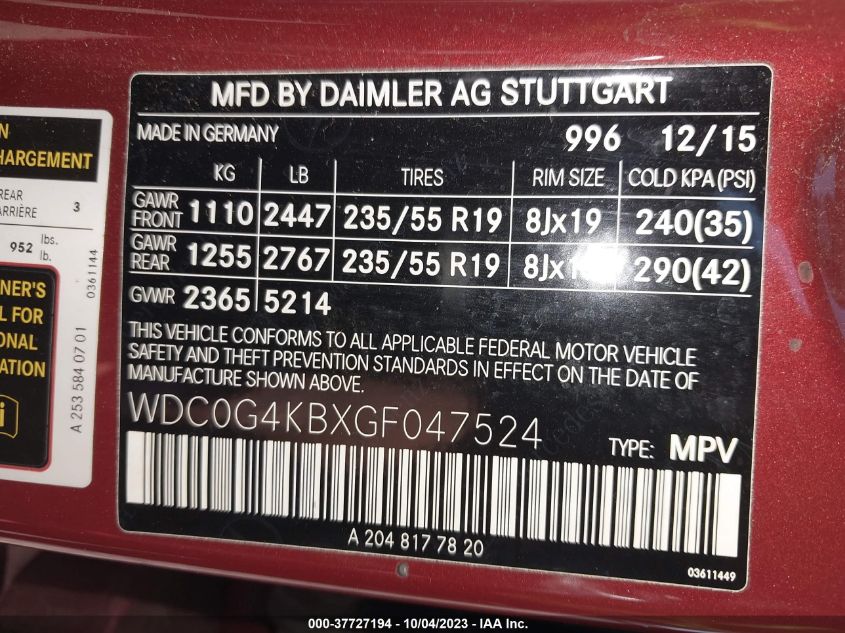 MFD BY DAIMLER AG STUTTGART
MADE IN GERMANY 996 12/15
KG LB TIRES RIM SIZE COLD KPA (PSI)
GAWR FRONT 1110 2447 235/55 R19 8Jx19 240(35)
GAWR REAR 1255 2767 235/55 R19 8Jx1 290(42)
GVWR 2365 5214
THIS VEHICLE CONFORMS TO ALL APPLICABLE FEDERAL MOTOR VEHICLE
SAFETY AND THEFT PREVENTION STANDARDS IN EFFECT ON THE DATE OF
MANUFACTURE SHOWN ABOVE.
WDC0G4KBXGF047524
TYPE: MPV
A 204 817 78 20
03611449
N
HARGEMENT
REAR
ARRIÈRE 3
952 lbs.
lb.
0361144
NER'S
L FOR
ONAL
ATION
i
A 253 584 07 01
000-37727194 - 10/04/2023 - IAA Inc.